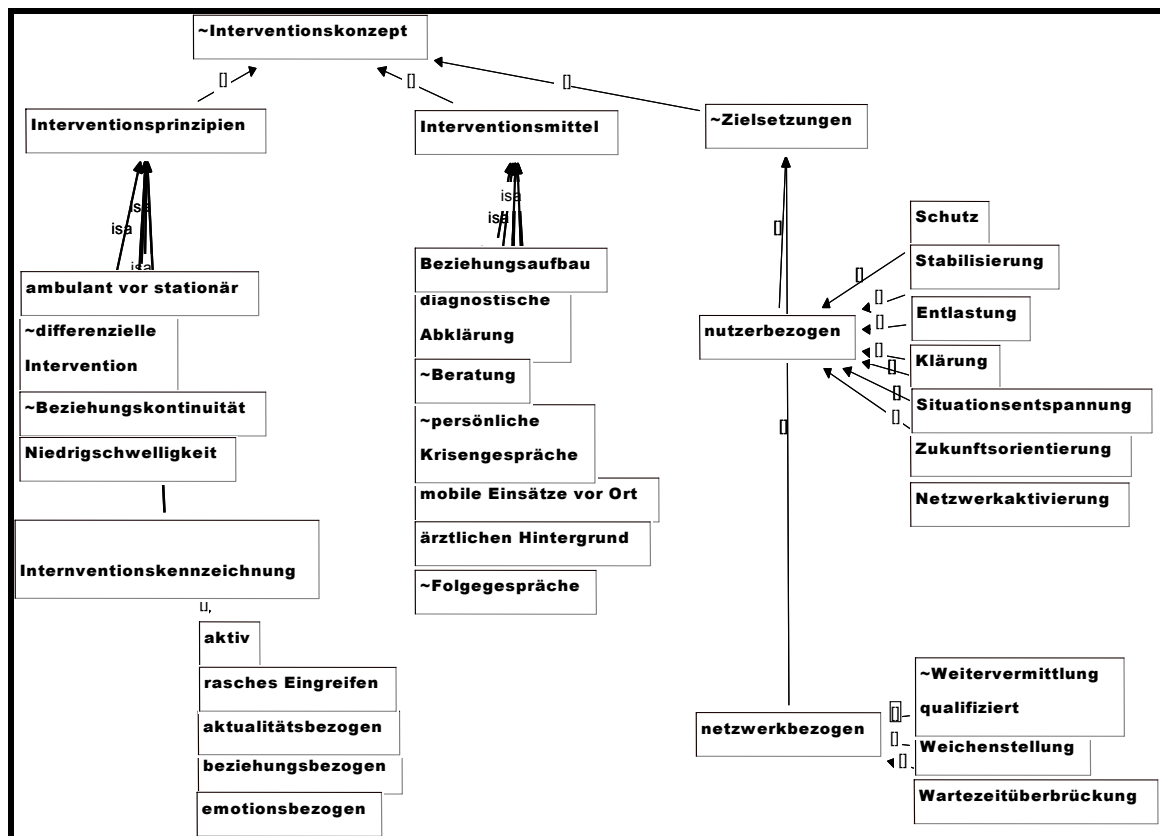 ~Interventionskonzept
[]
[]
[]
Interventionsprinzipien
Interventionsmittel
~Zielsetzungen
isa
isa
isa
isa
isa
ambulant vor stationär
~differenzielle
Intervention
~Beziehungskontinuität
Niedrigschwelligkeit
Internventionskennzeichnung
[],
aktiv
rasches Eingreifen
aktualitätsbezogen
beziehungsbezogen
emotionsbezogen
Beziehungsaufbau
diagnostische
Abklärung
~Beratung
~persönliche
Krisengespräche
mobile Einsätze vor Ort
ärztlichen Hintergrund
~Folgegespräche
[]
nutzerbezogen
[]
Schutz
Stabilisierung
Entlastung
Klärung
Situationsentspannung
Zukunftsorientierung
Netzwerkaktivierung
[]
[]
[]
[]
[]
[]
[]
netzwerkbezogen
~Weitervermittlung
qualifiziert
Weichenstellung
Wartezeitüberbrückung
[]
[]
[]